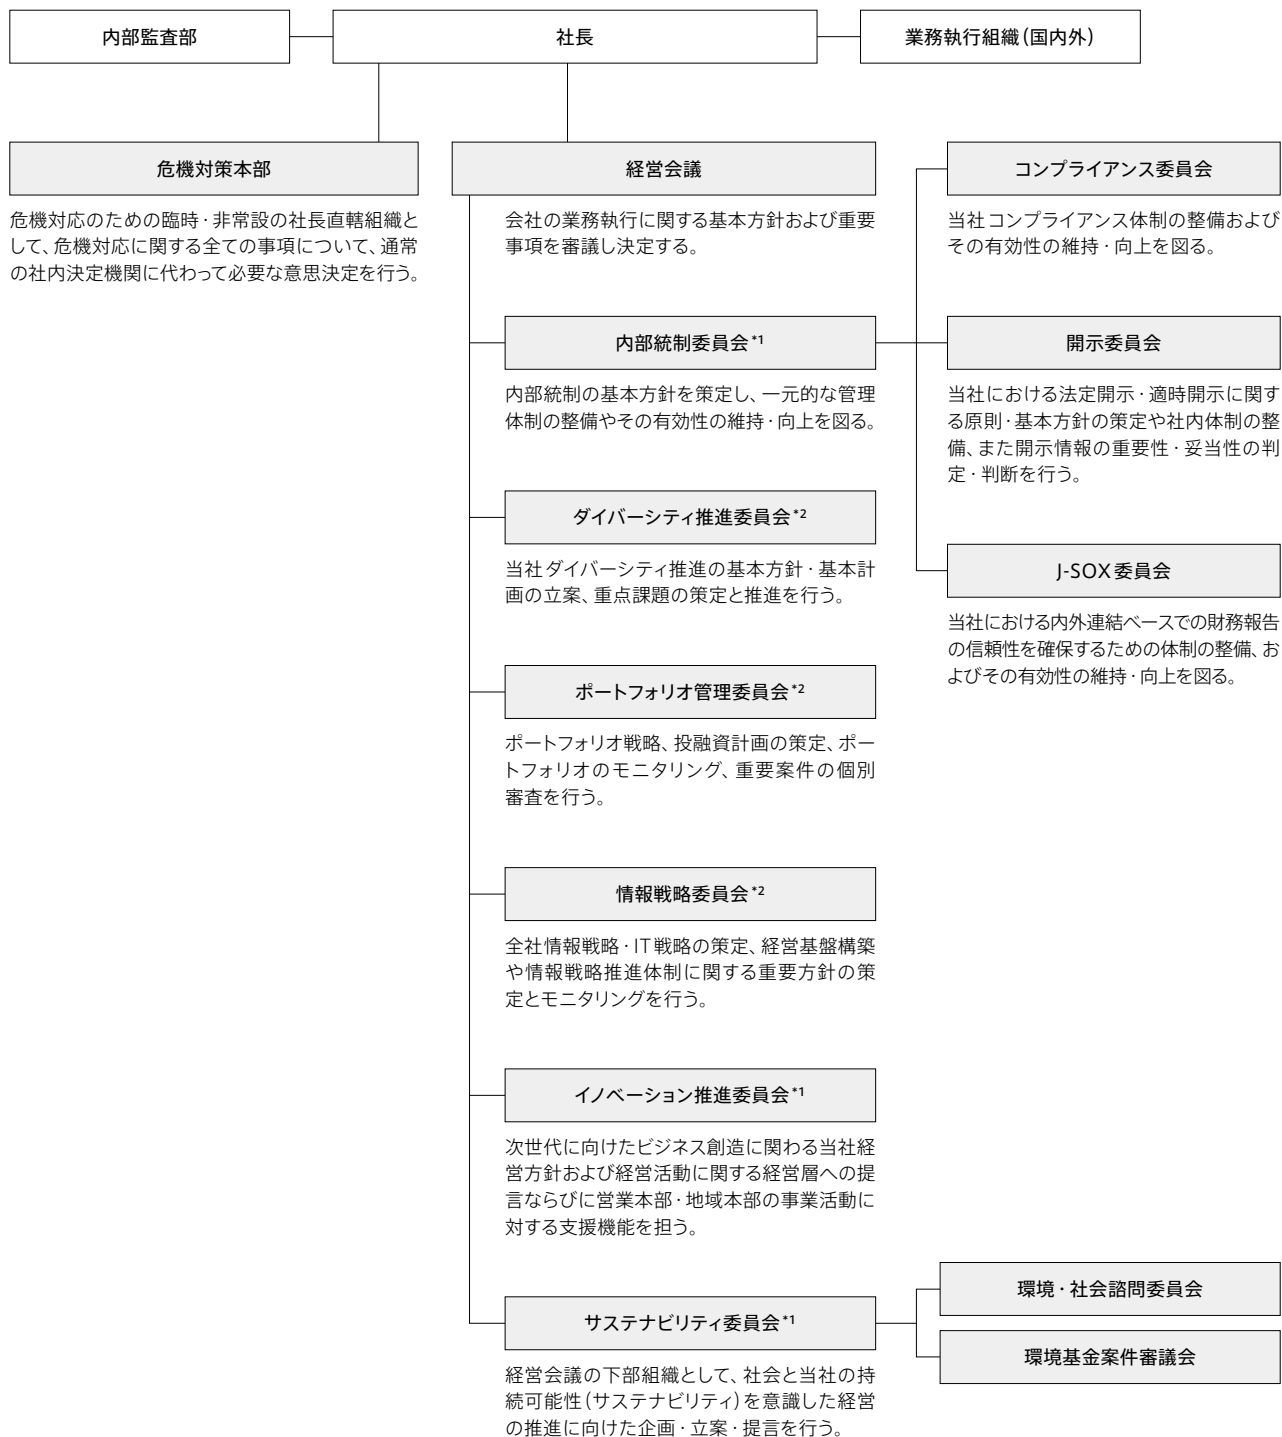 内部監査部
社長
業務執行組織(国内外)
危機対策本部
危機対応のための臨時・非常設の社長直轄組織と
して、危機対応に関する全ての事項について、通常
の社内決定機関に代わって必要な意思決定を行う。
経営会議
会社の業務執行に関する基本方針および重要
事項を審議し決定する。
内部統制委員会*1
内部統制の基本方針を策定し、一元的な管理
体制の整備やその有効性の維持・向上を図る。
ダイバーシティ推進委員会*2
当社ダイバーシティ推進の基本方針・基本計
画の立案、重点課題の策定と推進を行う。
ポートフォリオ管理委員会*2
ポートフォリオ戦略、投融資計画の策定、ポー
トフォリオのモニタリング、重要案件の個別
審査を行う。
情報戦略委員会*2
全社情報戦略・IT戦略の策定、経営基盤構築
や情報戦略推進体制に関する重要方針の策
定とモニタリングを行う。
イノベーション推進委員会*1
次世代に向けたビジネス創造に関わる当社経
営方針および経営活動に関する経営層への提
言ならびに営業本部・地域本部の事業活動に
対する支援機能を担う。
サステナビリティ委員会*1
経営会議の下部組織として、社会と当社の持
続可能性(サステナビリティ)を意識した経営
の推進に向けた企画・立案・提言を行う。
コンプライアンス委員会
当社コンプライアンス体制の整備および
その有効性の維持・向上を図る。
開示委員会
当社における法定開示・適時開示に関す
る原則・基本方針の策定や社内体制の整
備、また開示情報の重要性・妥当性の判
定・判断を行う。
J-SOX委員会
当社における内外連結ベースでの財務報告
の信頼性を確保するための体制の整備、お
よびその有効性の維持・向上を図る。
環境・社会諮問委員会
環境基金案件審議会